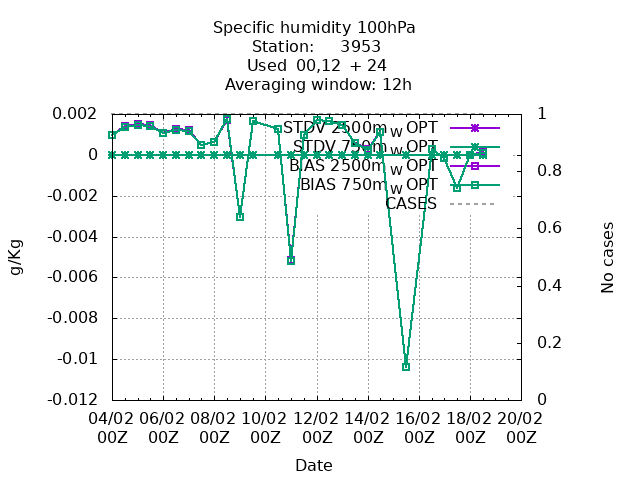 Specific humidity 100hPa
Station: 3953
Used 00,12 + 24
Averaging window: 12h
0.002
0
-0.002
-0.004
-0.006
-0.008
-0.01
-0.012
g/Kg
STDV 2500m_w OPT
STDV 750m_w OPT
BIAS 2500m_w OPT
BIAS 750m_w OPT
CASES
1
0.8
0.6
0.4
0.2
0
No cases
04/02 06/02 08/02 10/02 12/02 14/02 16/02 18/02 20/02
00Z 00Z 00Z 00Z 00Z 00Z 00Z 00Z 00Z
Date